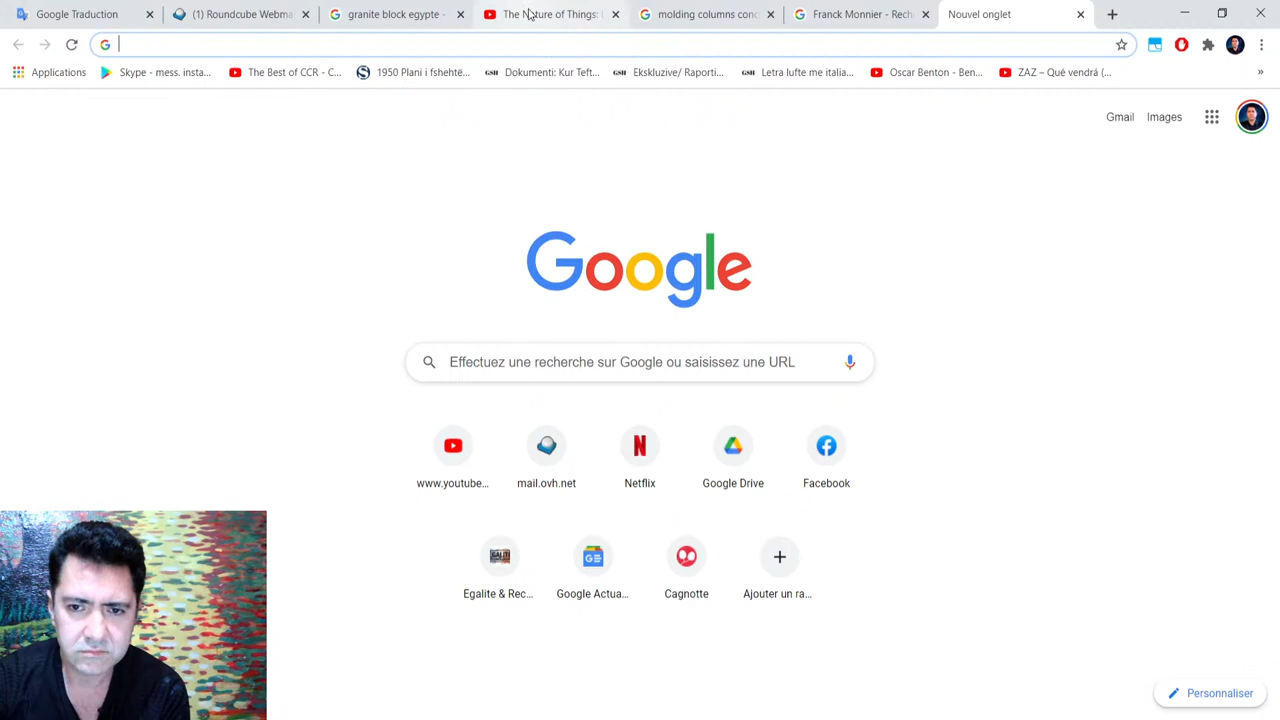 Google Traduction
(1) Roundcube Webma
granite block egypte -
The Nature of Things:
molding columns conc
Franck Monnier - Rech
Nouvel onglet
Applications
Skype - mess. insta...
The Best of CCR - C...
1950 Plani i fshehtë...
GSH
Dokumenti: Kur Teft...
GSH
Ekskluzive/ Raporti...
GSH
Letra lufte me italia...
Oscar Benton - Ben...
ZAZ – Qué vendrá (...
»
Gmail
Images
Google
Effectuez une recherche sur Google ou saisissez une URL
www.youtube...
mail.ovh.net
Netflix
Google Drive
Facebook
Egalite & Rec...
Google Actua...
Cagnotte
Ajouter un ra...
Personnaliser